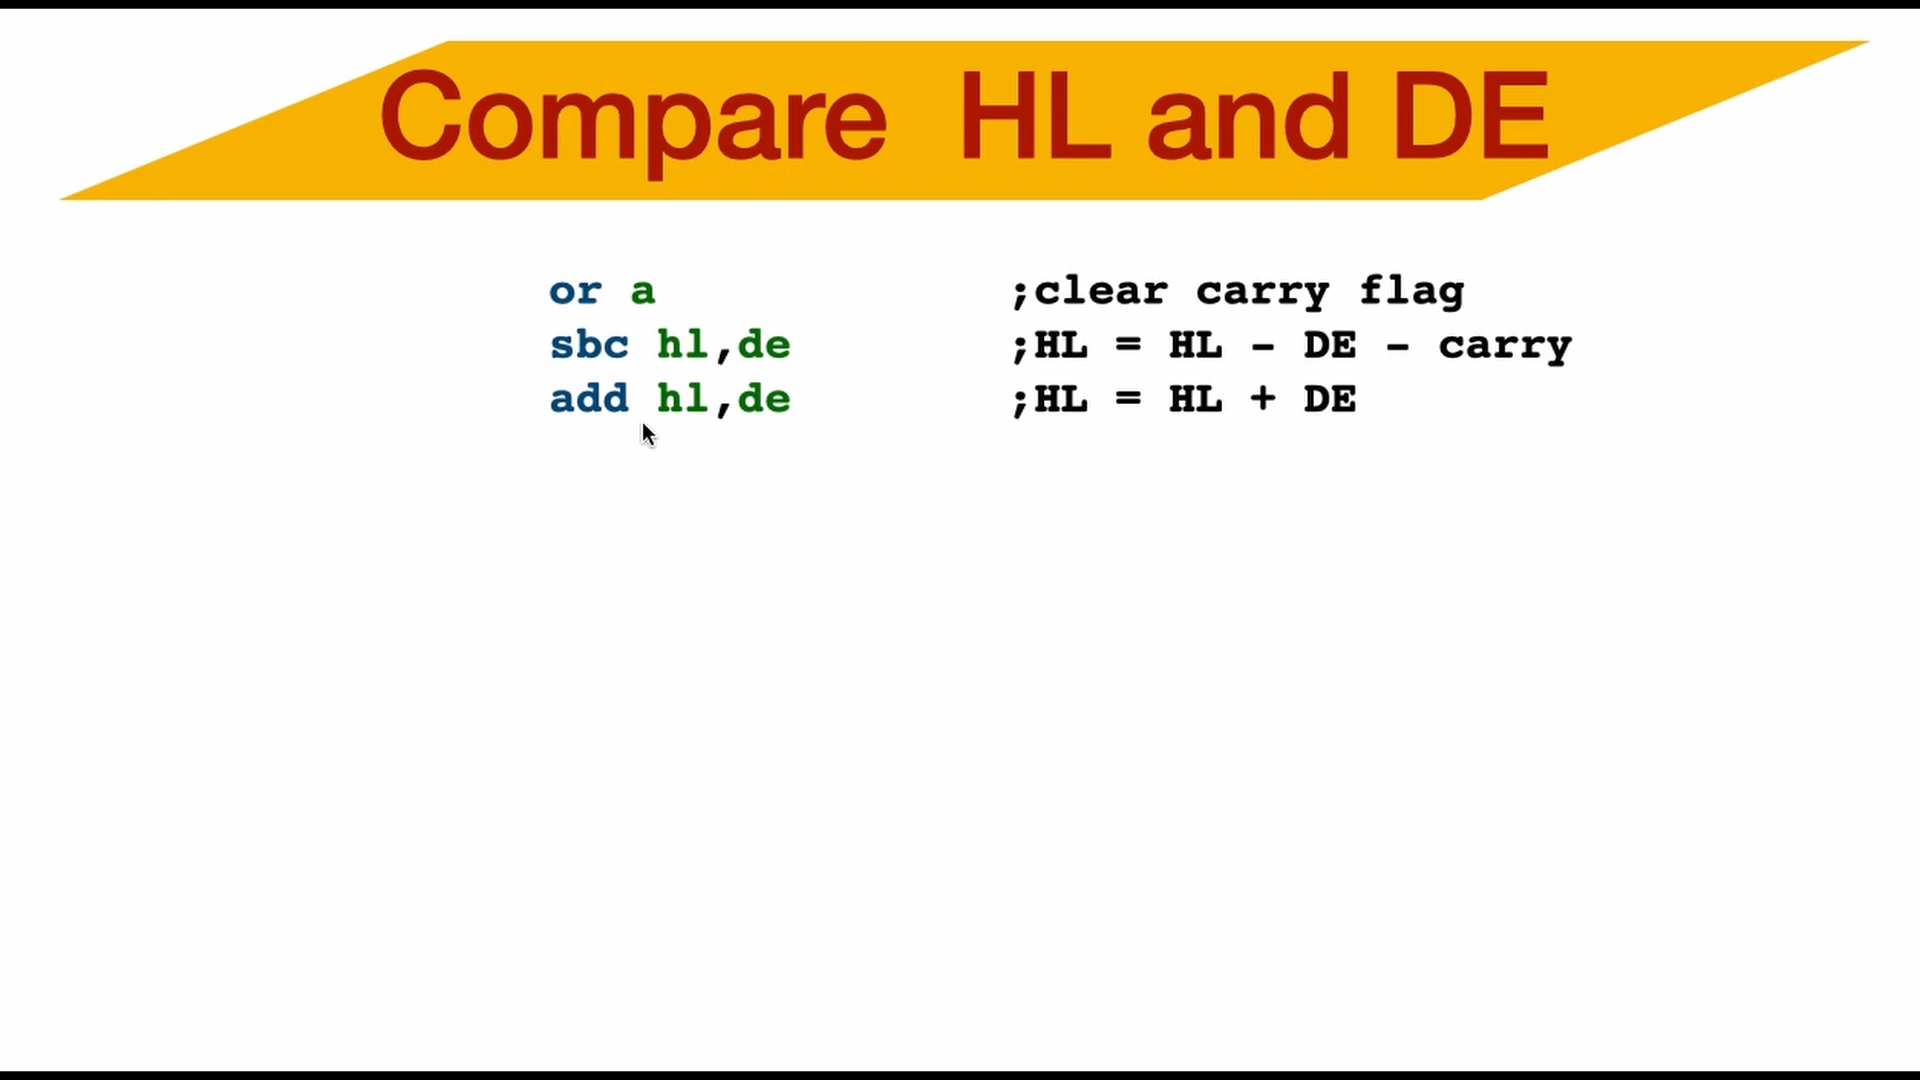 Compare HL and DE
or a ;clear carry flag
sbc hl,de ;HL = HL - DE - carry
add hl,de ;HL = HL + DE